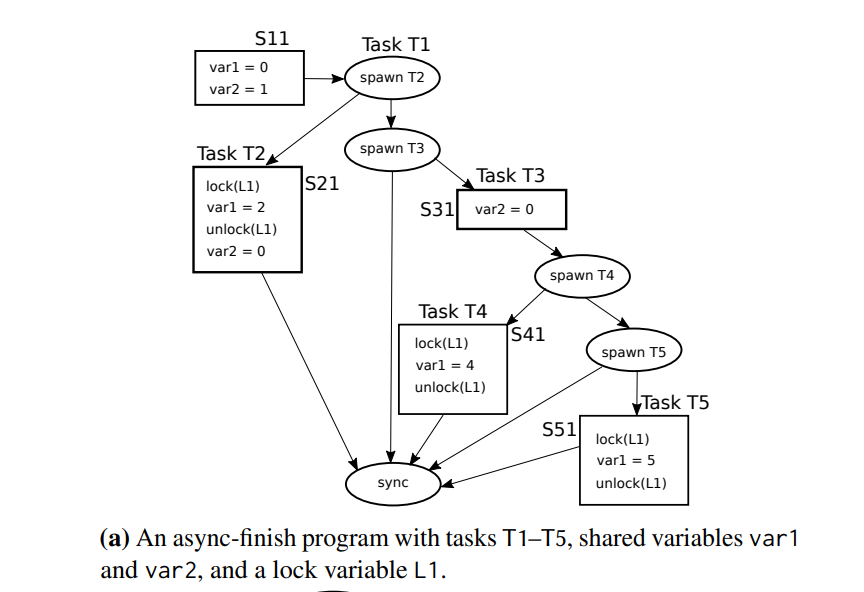 S11
Task T1
var1 = 0
var2 = 1
spawn T2
spawn T3
Task T2
S21
lock(L1)
var1 = 2
unlock(L1)
var2 = 0
Task T3
S31
var2 = 0
spawn T4
Task T4
S41
lock(L1)
var1 = 4
unlock(L1)
spawn T5
Task T5
S51
lock(L1)
var1 = 5
unlock(L1)
sync
(a) An async-finish program with tasks T1–T5, shared variables var1
and var2, and a lock variable L1.